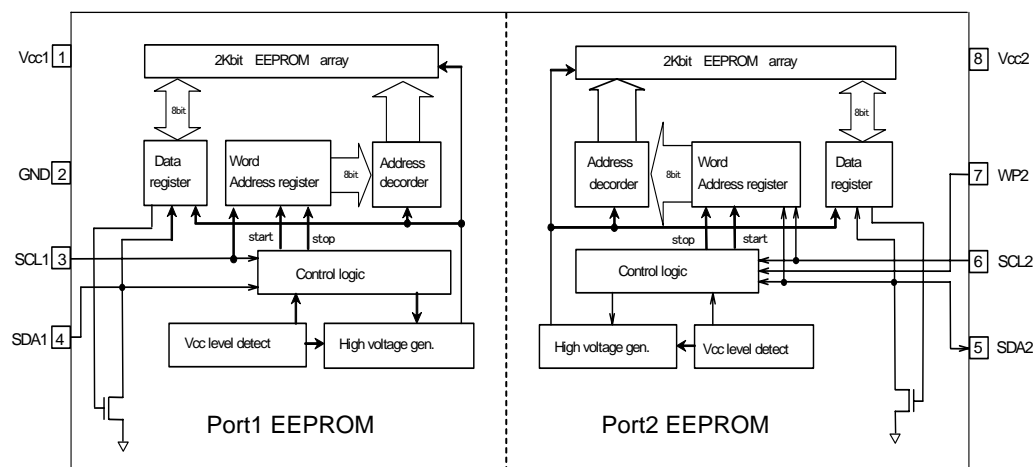 Vcc1 1
2Kbit EEPROM array
8bit
GND 2
Data
register
Word
Address register
8bit
Address
decorder
start
stop
SCL1 3
Control logic
SDA1 4
Vcc level detect
High voltage gen.
Port1 EEPROM
2Kbit EEPROM array
8 Vcc2
8bit
Address
decorder
8bit
Word
Address register
Data
register
7 WP2
stop
start
6 SCL2
Control logic
5 SDA2
High voltage gen.
Vcc level detect
Port2 EEPROM